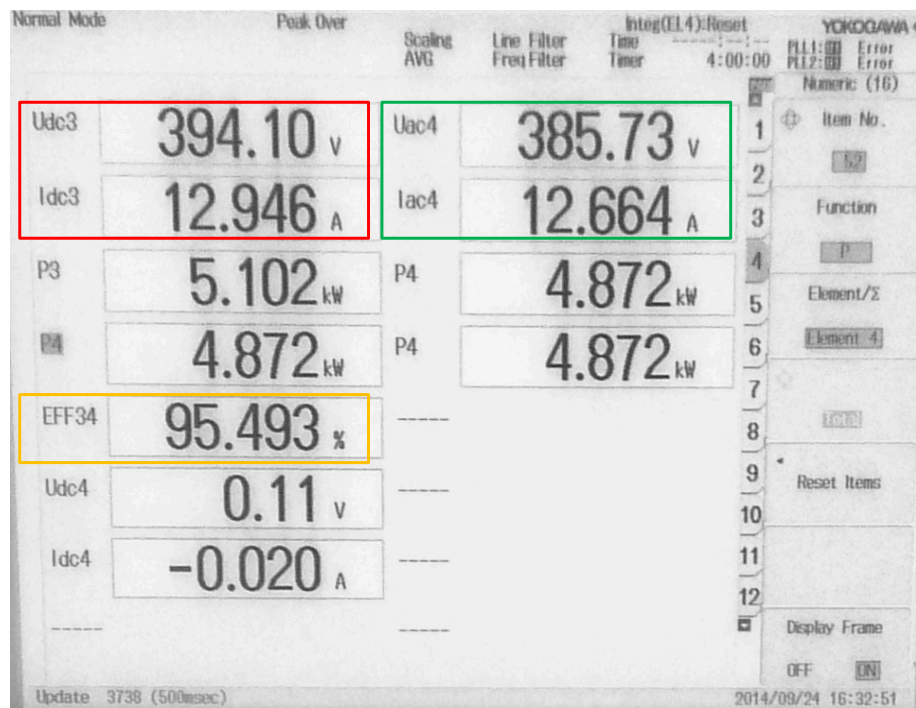 Normal Mode Peak Over Integ(EL4):Reset YOKOGAWA
Scaling Line Filter Time -----:--:-- PLL1: Error
AVG Freq Filter Timer 4:00:00 PLL2: Error
Numeric (16)
Udc3 394.10 V Uac4 385.73 V
Idc3 12.946 A Iac4 12.664 A
P3 5.102 kW P4 4.872 kW
P4 4.872 kW P4 4.872 kW
EFF34 95.493 % -----
Udc4 0.11 V -----
Idc4 -0.020 A -----
----- -----
1
2
3
4
5
6
7
8
9
10
11
12
Item No.
52
Function
P
Element/Σ
Element 4
Total
Reset Items
Display Frame
OFF ON
Update 3738 (500msec) 2014/09/24 16:32:51